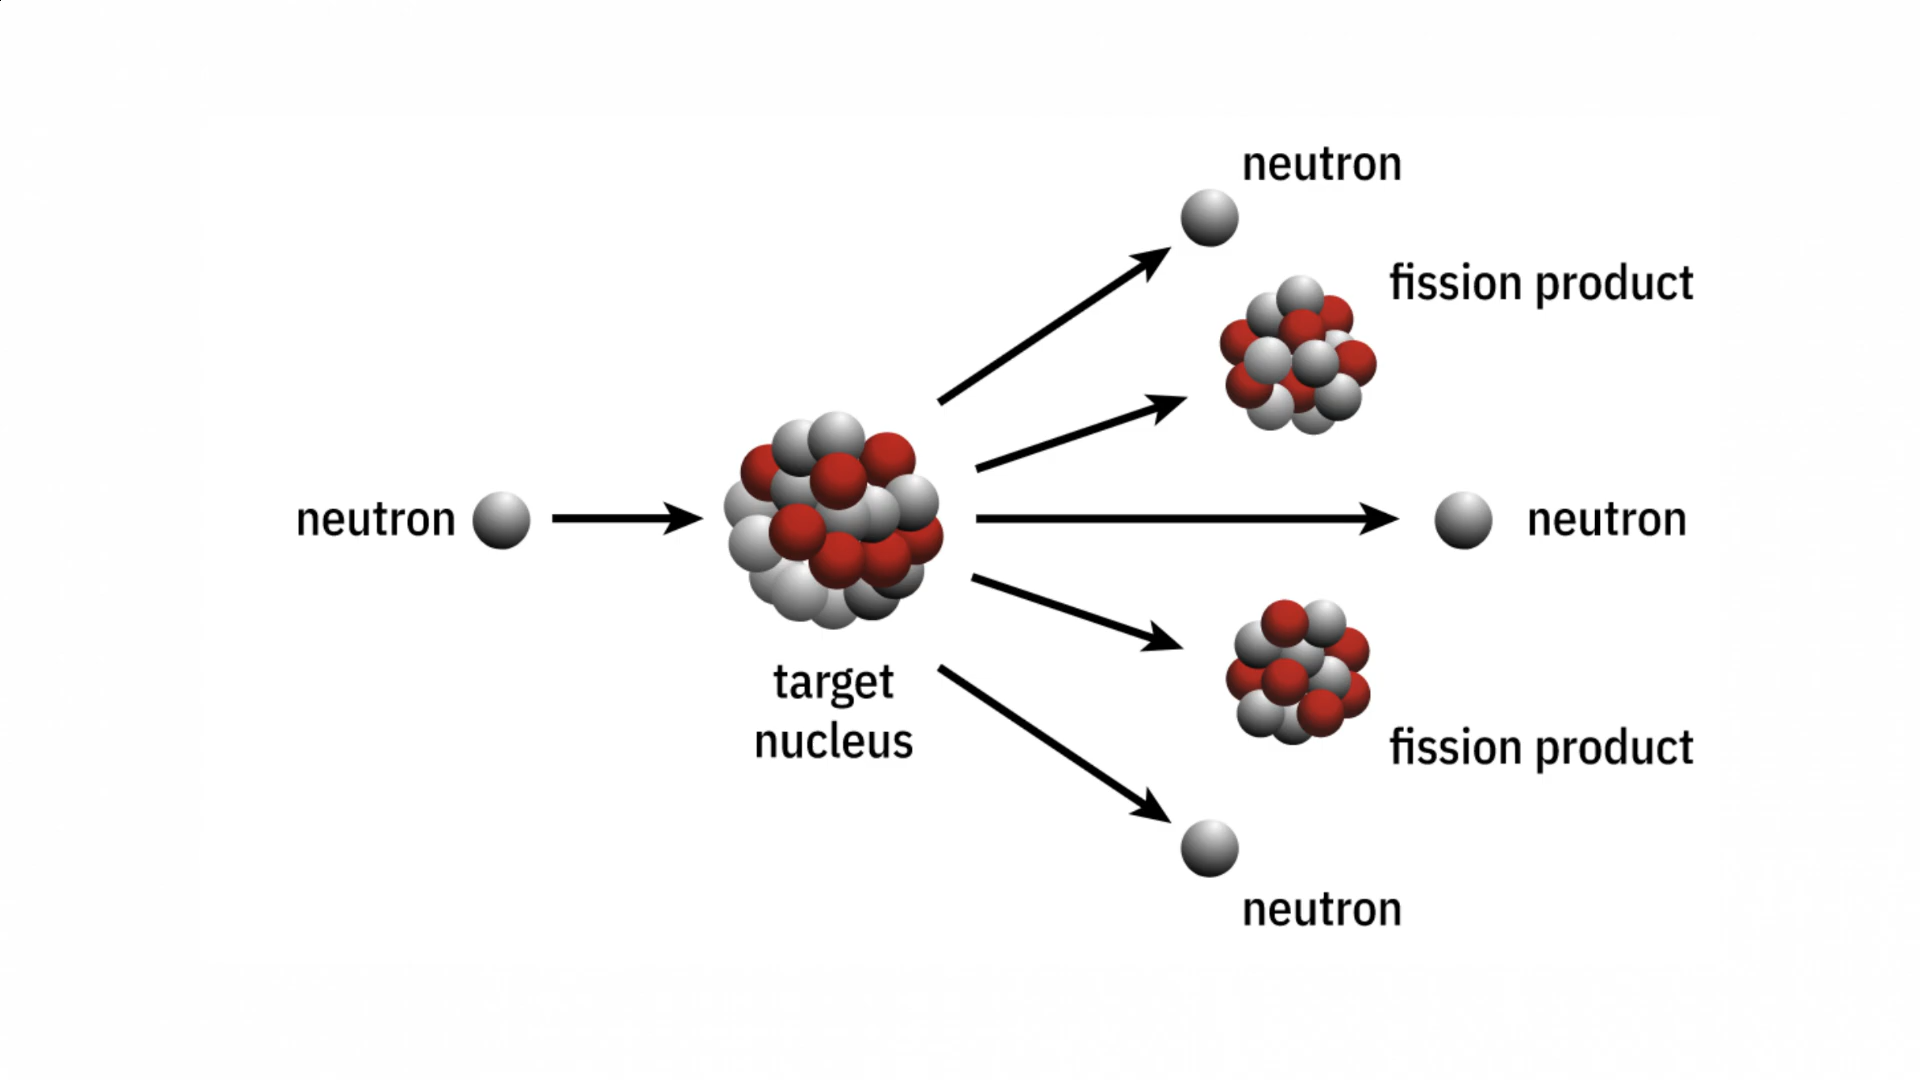 neutron
fission product
neutron
neutron
target
nucleus
fission product
neutron